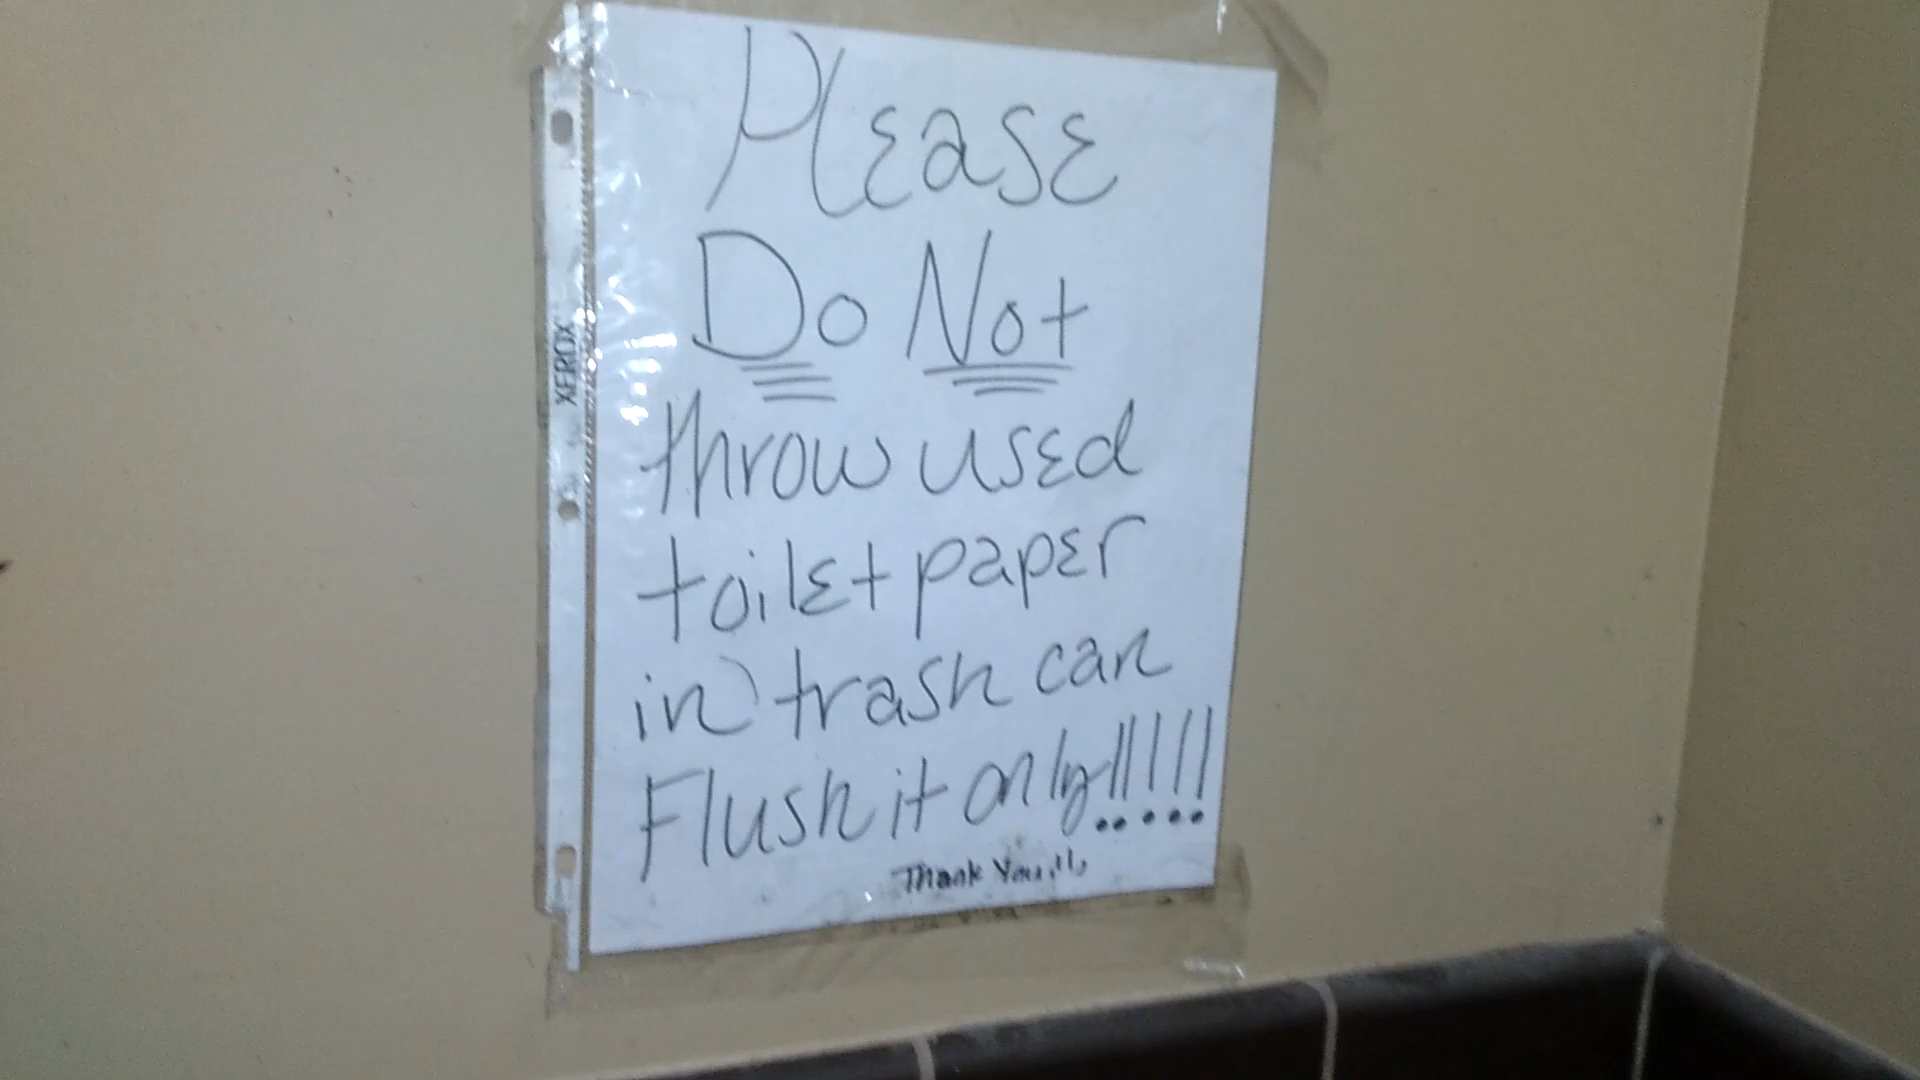 Please
Do Not
throw used
toilet paper
in trash can
Flush it only!!!!!
Thank You!!!
XEROX